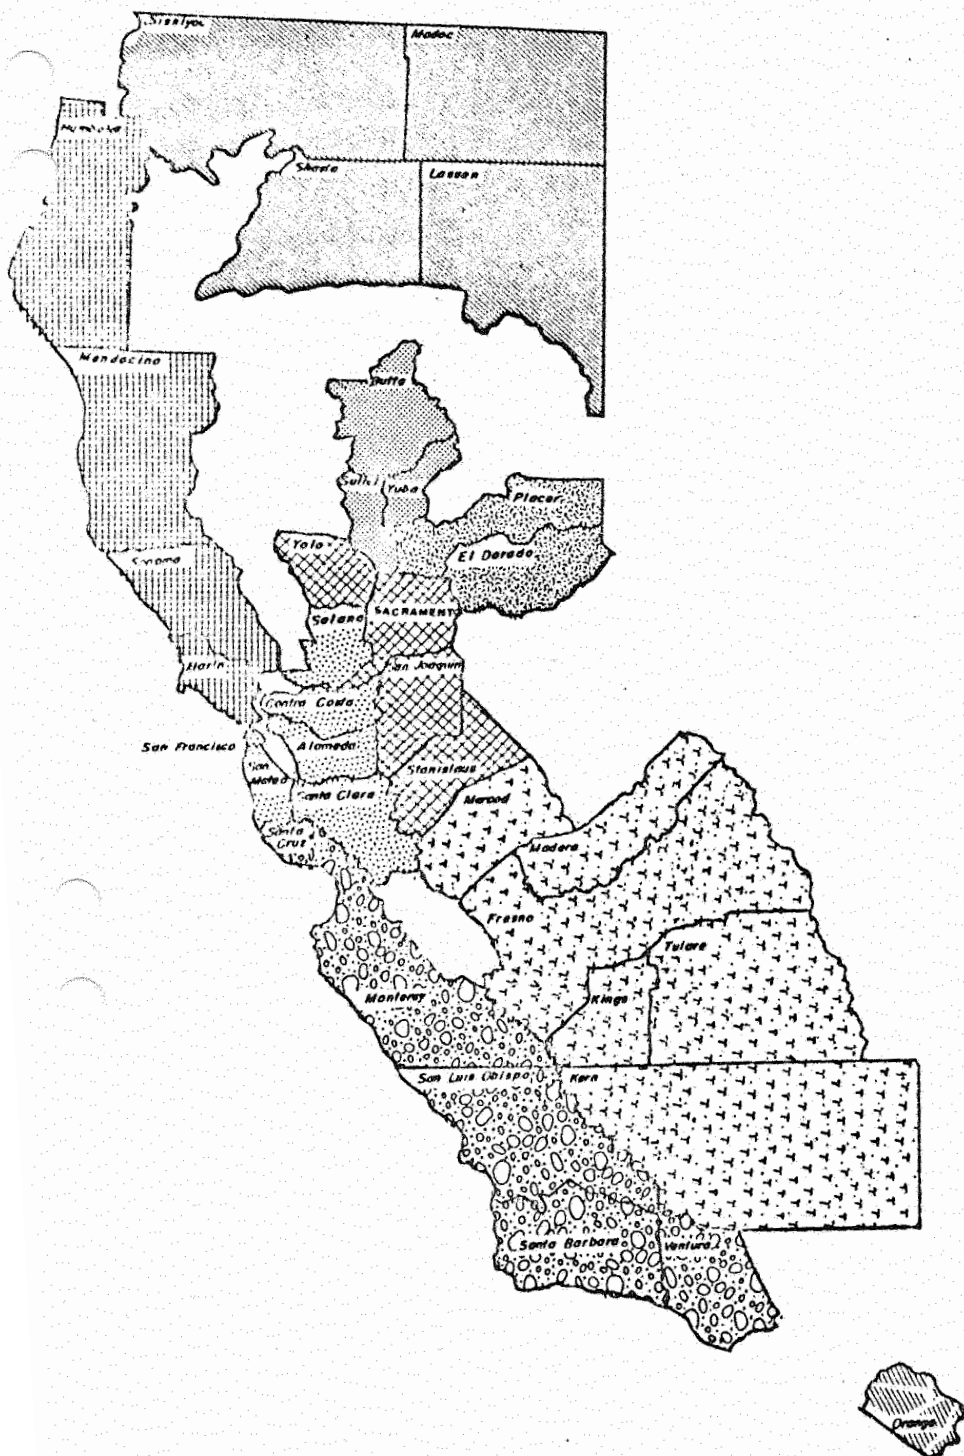 Siskiyou
Modoc
Humboldt
Shasta
Lassen
Mendocino
Butte
Sutter
Yuba
Placer
Yolo
El Dorado
Sonoma
Solano
SACRAMENT
Marin
San Joaquin
Contra Costa
San Francisco
Alameda
San
Mateo
Stanislaus
Santa Clara
Merced
Santa
Cruz
Madera
Fresno
Tulare
Monterey
Kings
San Luis Obispo
Kern
Santa Barbara
Ventura
Orange